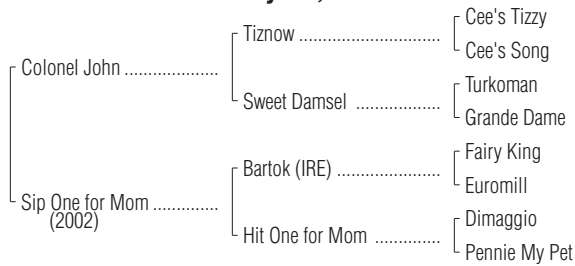 Cee's Tizzy
Tiznow ..............................
Cee's Song
Colonel John ....................
Turkoman
Sweet Damsel ..................
Grande Dame
Fairy King
Bartok (IRE) ......................
Euromill
Sip One for Mom ..............
(2002)
Dimaggio
Hit One for Mom ..............
Pennie My Pet